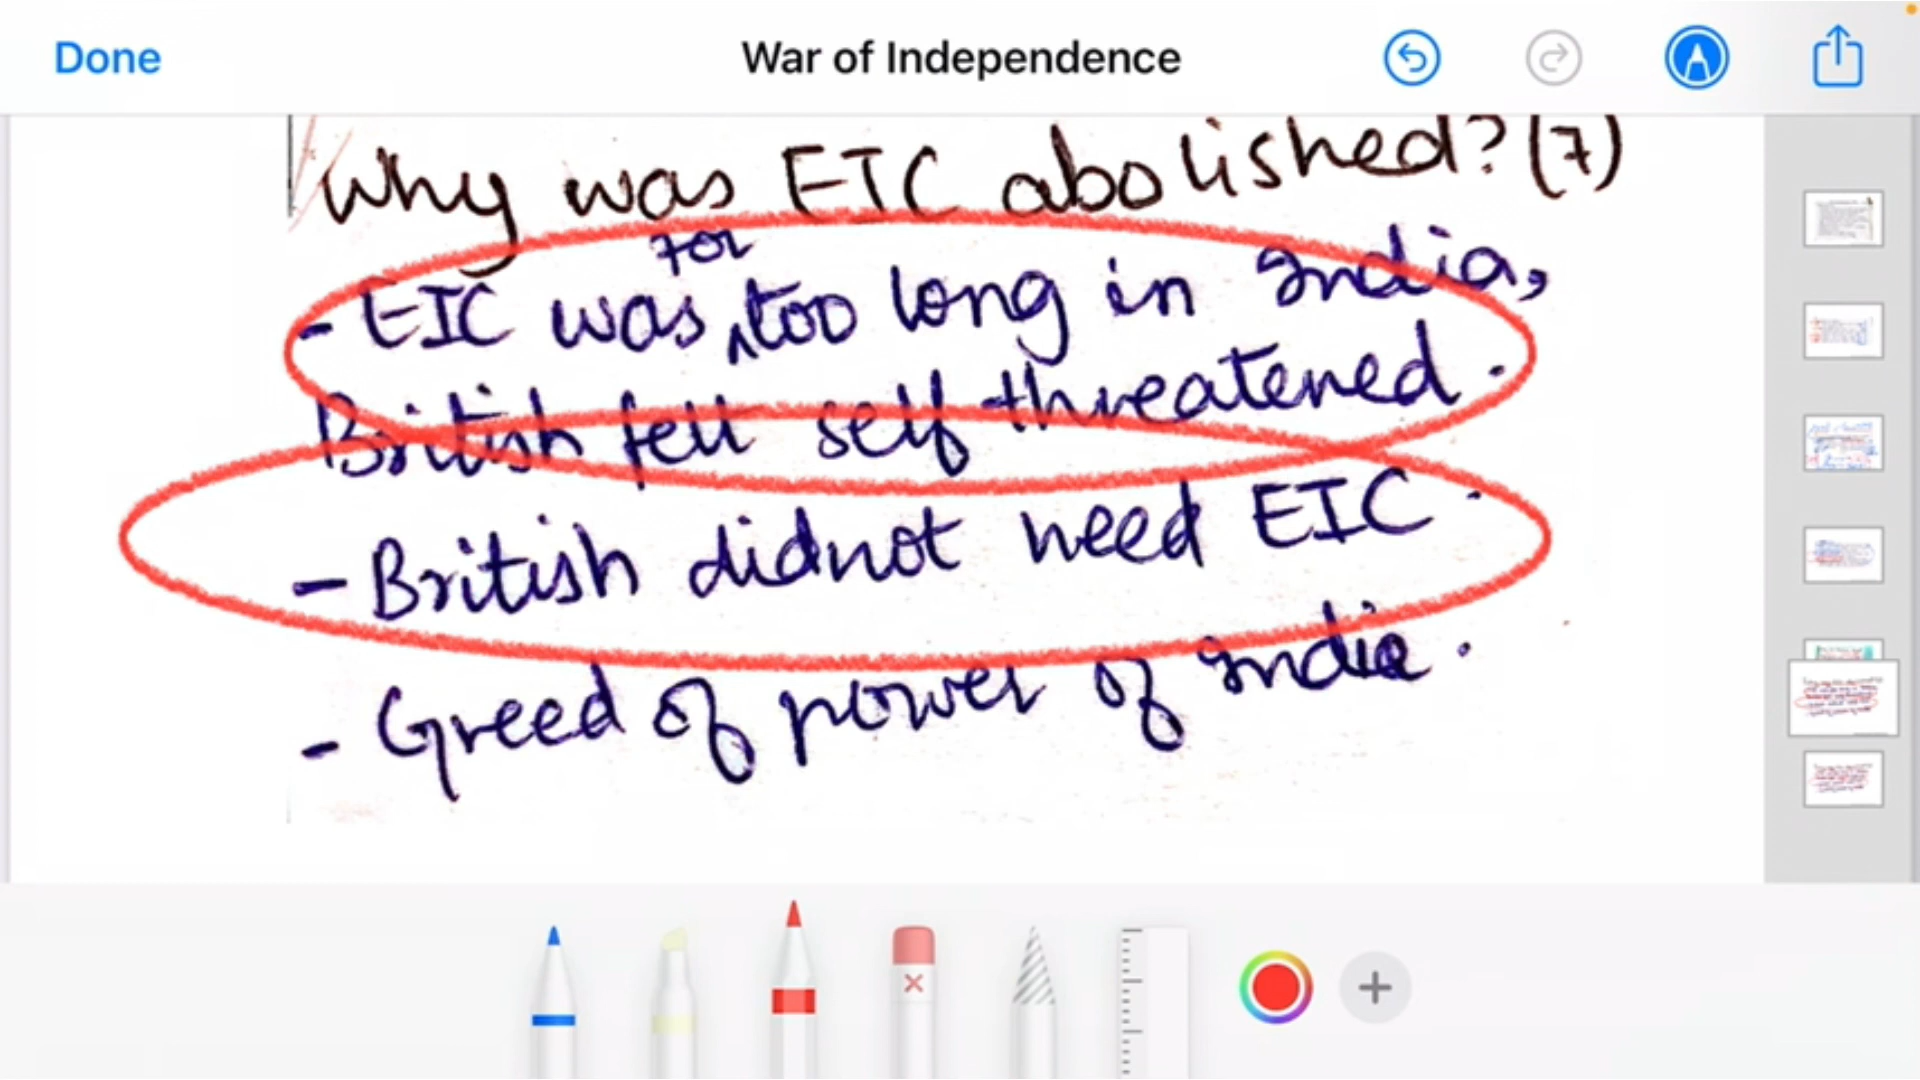 Done
War of Independence
Why was EIC abolished? (7)
- EIC was for too long in India,
British felt self threatened.
- British didnot need EIC.
- Greed of power of India.